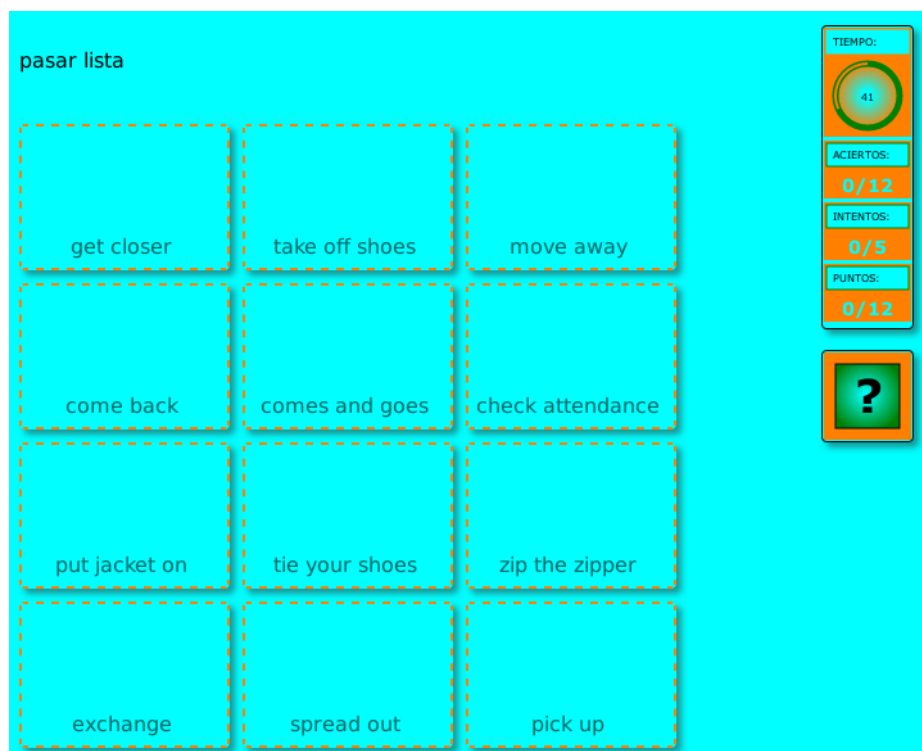 pasar lista
get closer
take off shoes
move away
come back
comes and goes
check attendance
put jacket on
tie your shoes
zip the zipper
exchange
spread out
pick up
TIEMPO:
41
ACIERTOS:
0/12
INTENTOS:
0/5
PUNTOS:
0/12
?